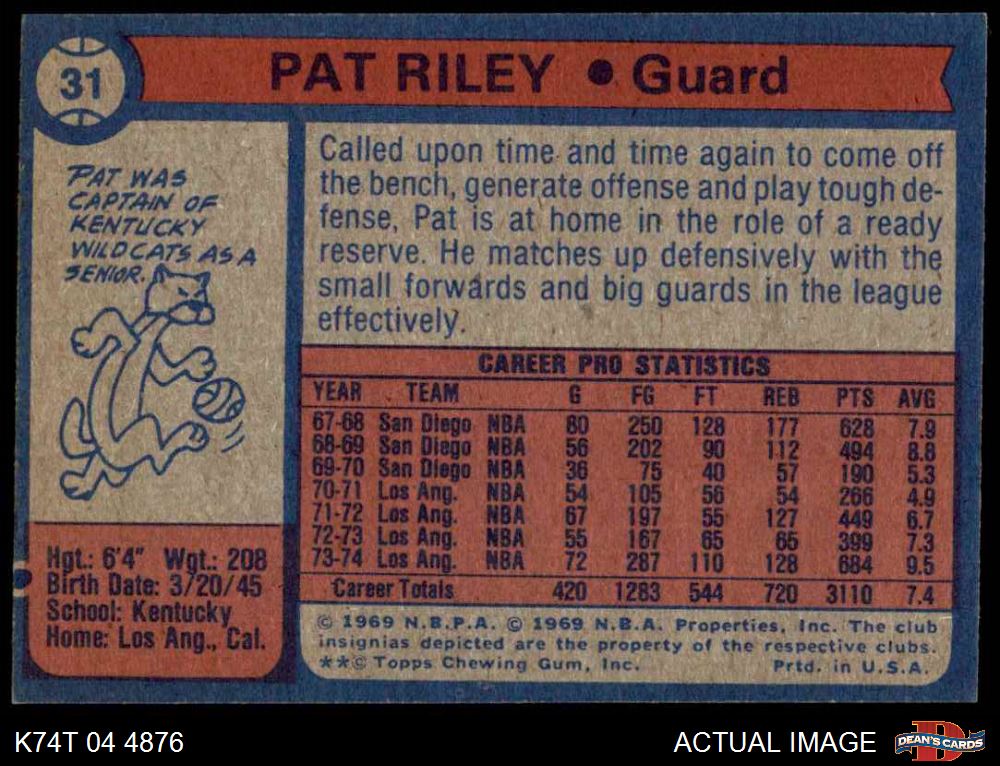 31
PAT RILEY • Guard
PAT WAS
CAPTAIN OF
KENTUCKY
WILDCATS AS A
SENIOR.
Called upon time and time again to come off
the bench, generate offense and play tough de-
fense, Pat is at home in the role of a ready
reserve. He matches up defensively with the
small forwards and big guards in the league
effectively.
CAREER PRO STATISTICS
YEAR TEAM G FG FT REB PTS AVG
67-68 San Diego NBA 80 250 128 177 628 7.9
68-69 San Diego NBA 56 202 90 112 494 8.8
69-70 San Diego NBA 36 75 40 57 190 5.3
70-71 Los Ang. NBA 54 105 56 54 266 4.9
71-72 Los Ang. NBA 67 197 55 127 449 6.7
72-73 Los Ang. NBA 55 167 65 65 399 7.3
73-74 Los Ang. NBA 72 287 110 128 684 9.5
Career Totals 420 1283 544 720 3110 7.4
Hgt.: 6'4" Wgt.: 208
Birth Date: 3/20/45
School: Kentucky
Home: Los Ang., Cal.
© 1969 N.B.P.A. © 1969 N.B.A. Properties, Inc. The club
insignias depicted are the property of the respective clubs.
**© Topps Chewing Gum, Inc. Prtd. in U.S.A.
K74T 04 4876
ACTUAL IMAGE
DEAN'S CARDS